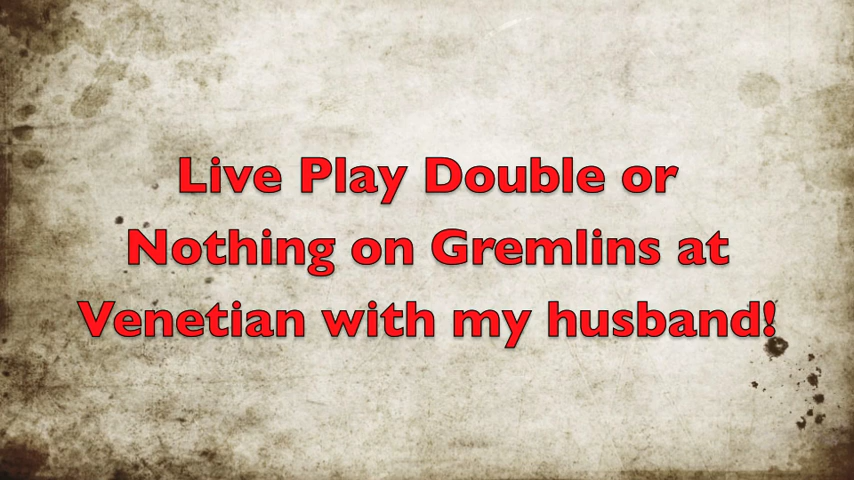 Live Play Double or
Nothing on Gremlins at
Venetian with my husband!